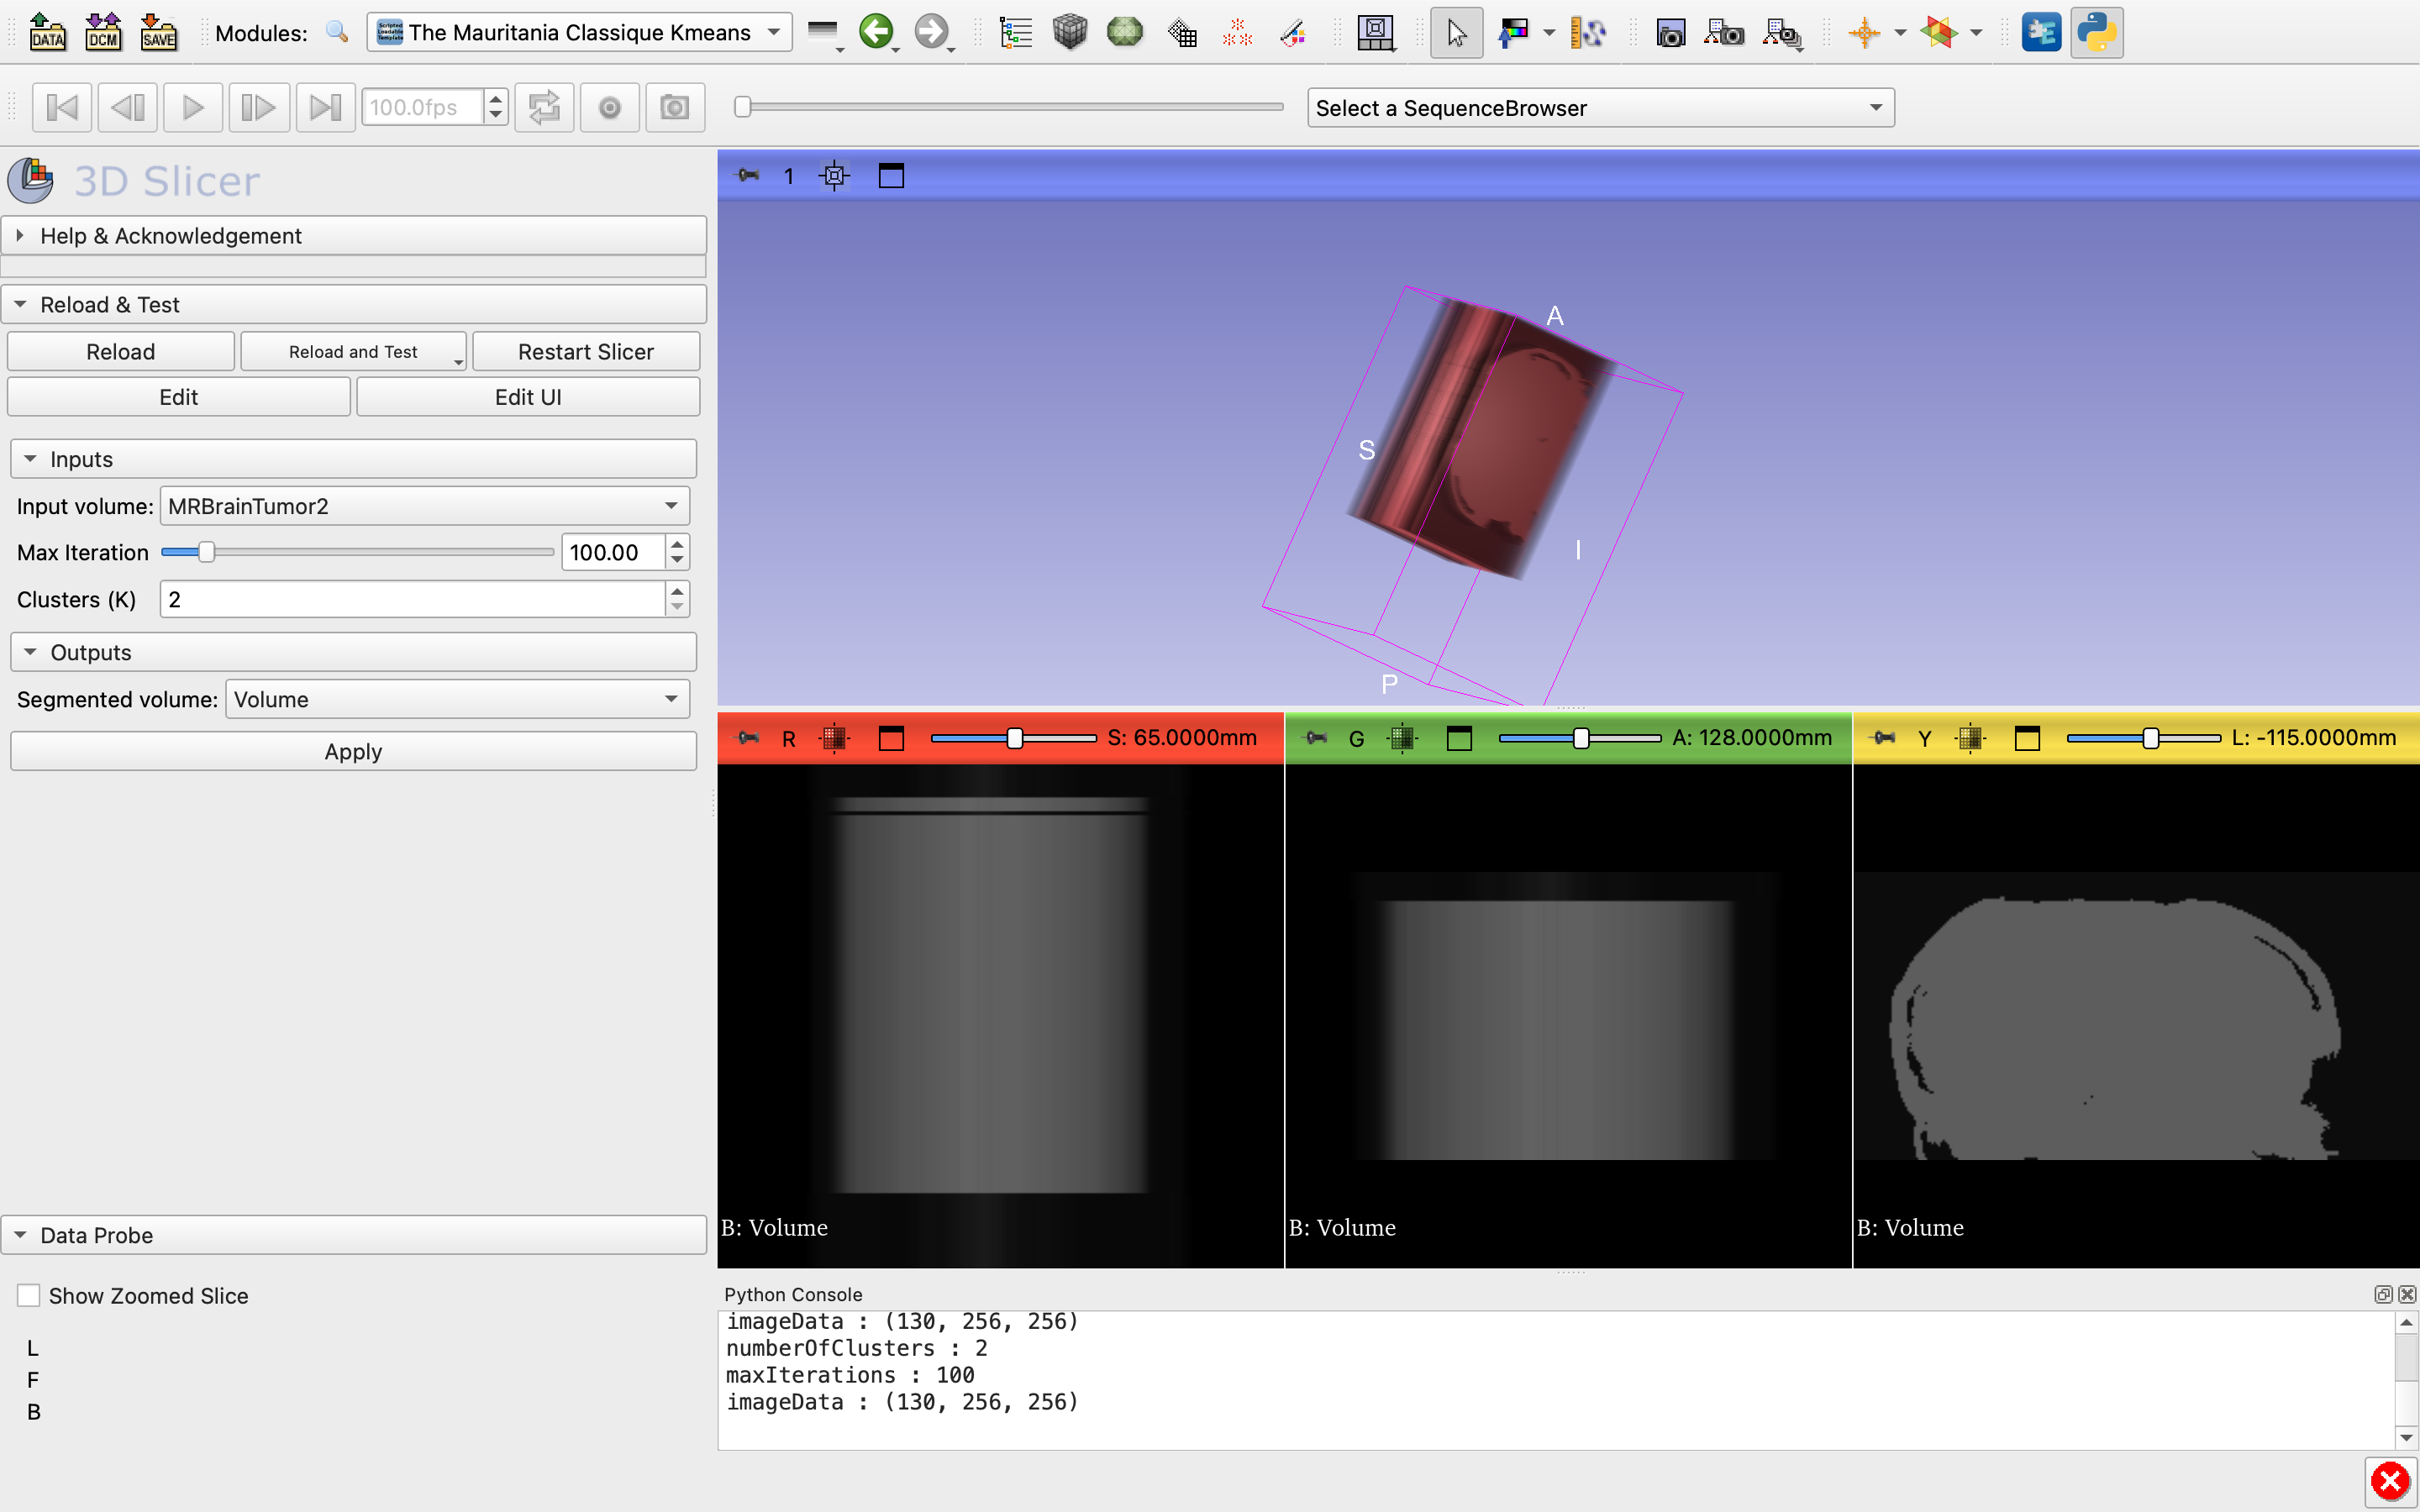 DATA DCM SAVE Modules: The Mauritania Classique Kmeans
100.0fps Select a SequenceBrowser
3D Slicer
Help & Acknowledgement
Reload & Test
Reload Reload and Test Restart Slicer
Edit Edit UI
Inputs
Input volume: MRBrainTumor2
Max Iteration 100.00
Clusters (K) 2
Outputs
Segmented volume: Volume
Apply
Data Probe
Show Zoomed Slice
L
F
B
1
A
S
I
P
R S: 65.0000mm
B: Volume
G A: 128.0000mm
B: Volume
Y L: -115.0000mm
B: Volume
Python Console
imageData : (130, 256, 256)
numberOfClusters : 2
maxIterations : 100
imageData : (130, 256, 256)